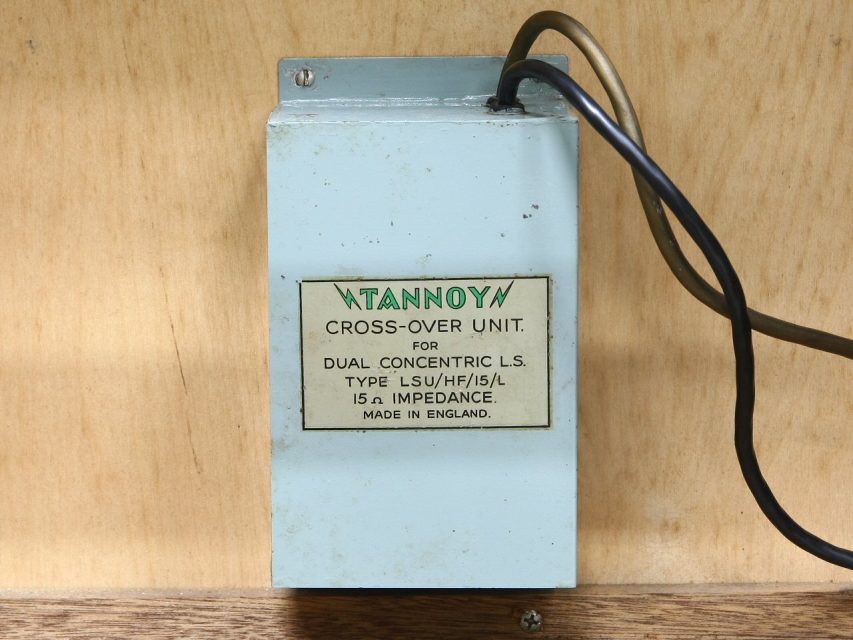 TANNOY
CROSS-OVER UNIT.
FOR
DUAL CONCENTRIC L.S.
TYPE LSU/HF/15/L
15 Ω IMPEDANCE.
MADE IN ENGLAND.